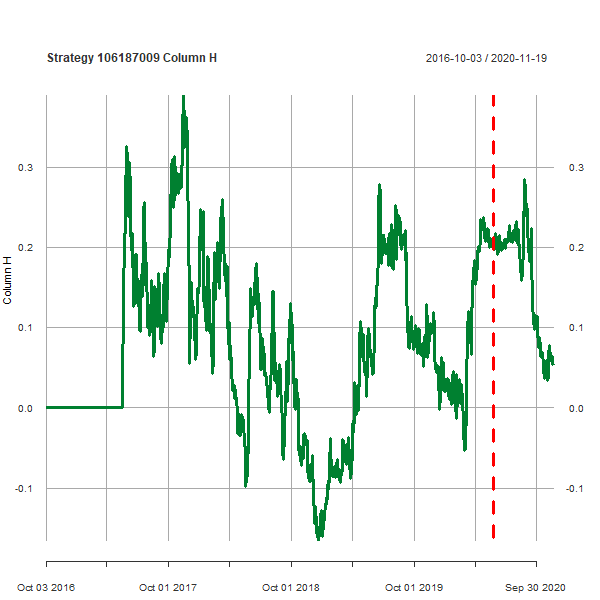 Strategy 106187009 Column H
2016-10-03 / 2020-11-19
0.3
0.3
0.2
0.2
Column H
0.1
0.1
0.0
0.0
-0.1
-0.1
Oct 03 2016
Oct 01 2017
Oct 01 2018
Oct 01 2019
Sep 30 2020